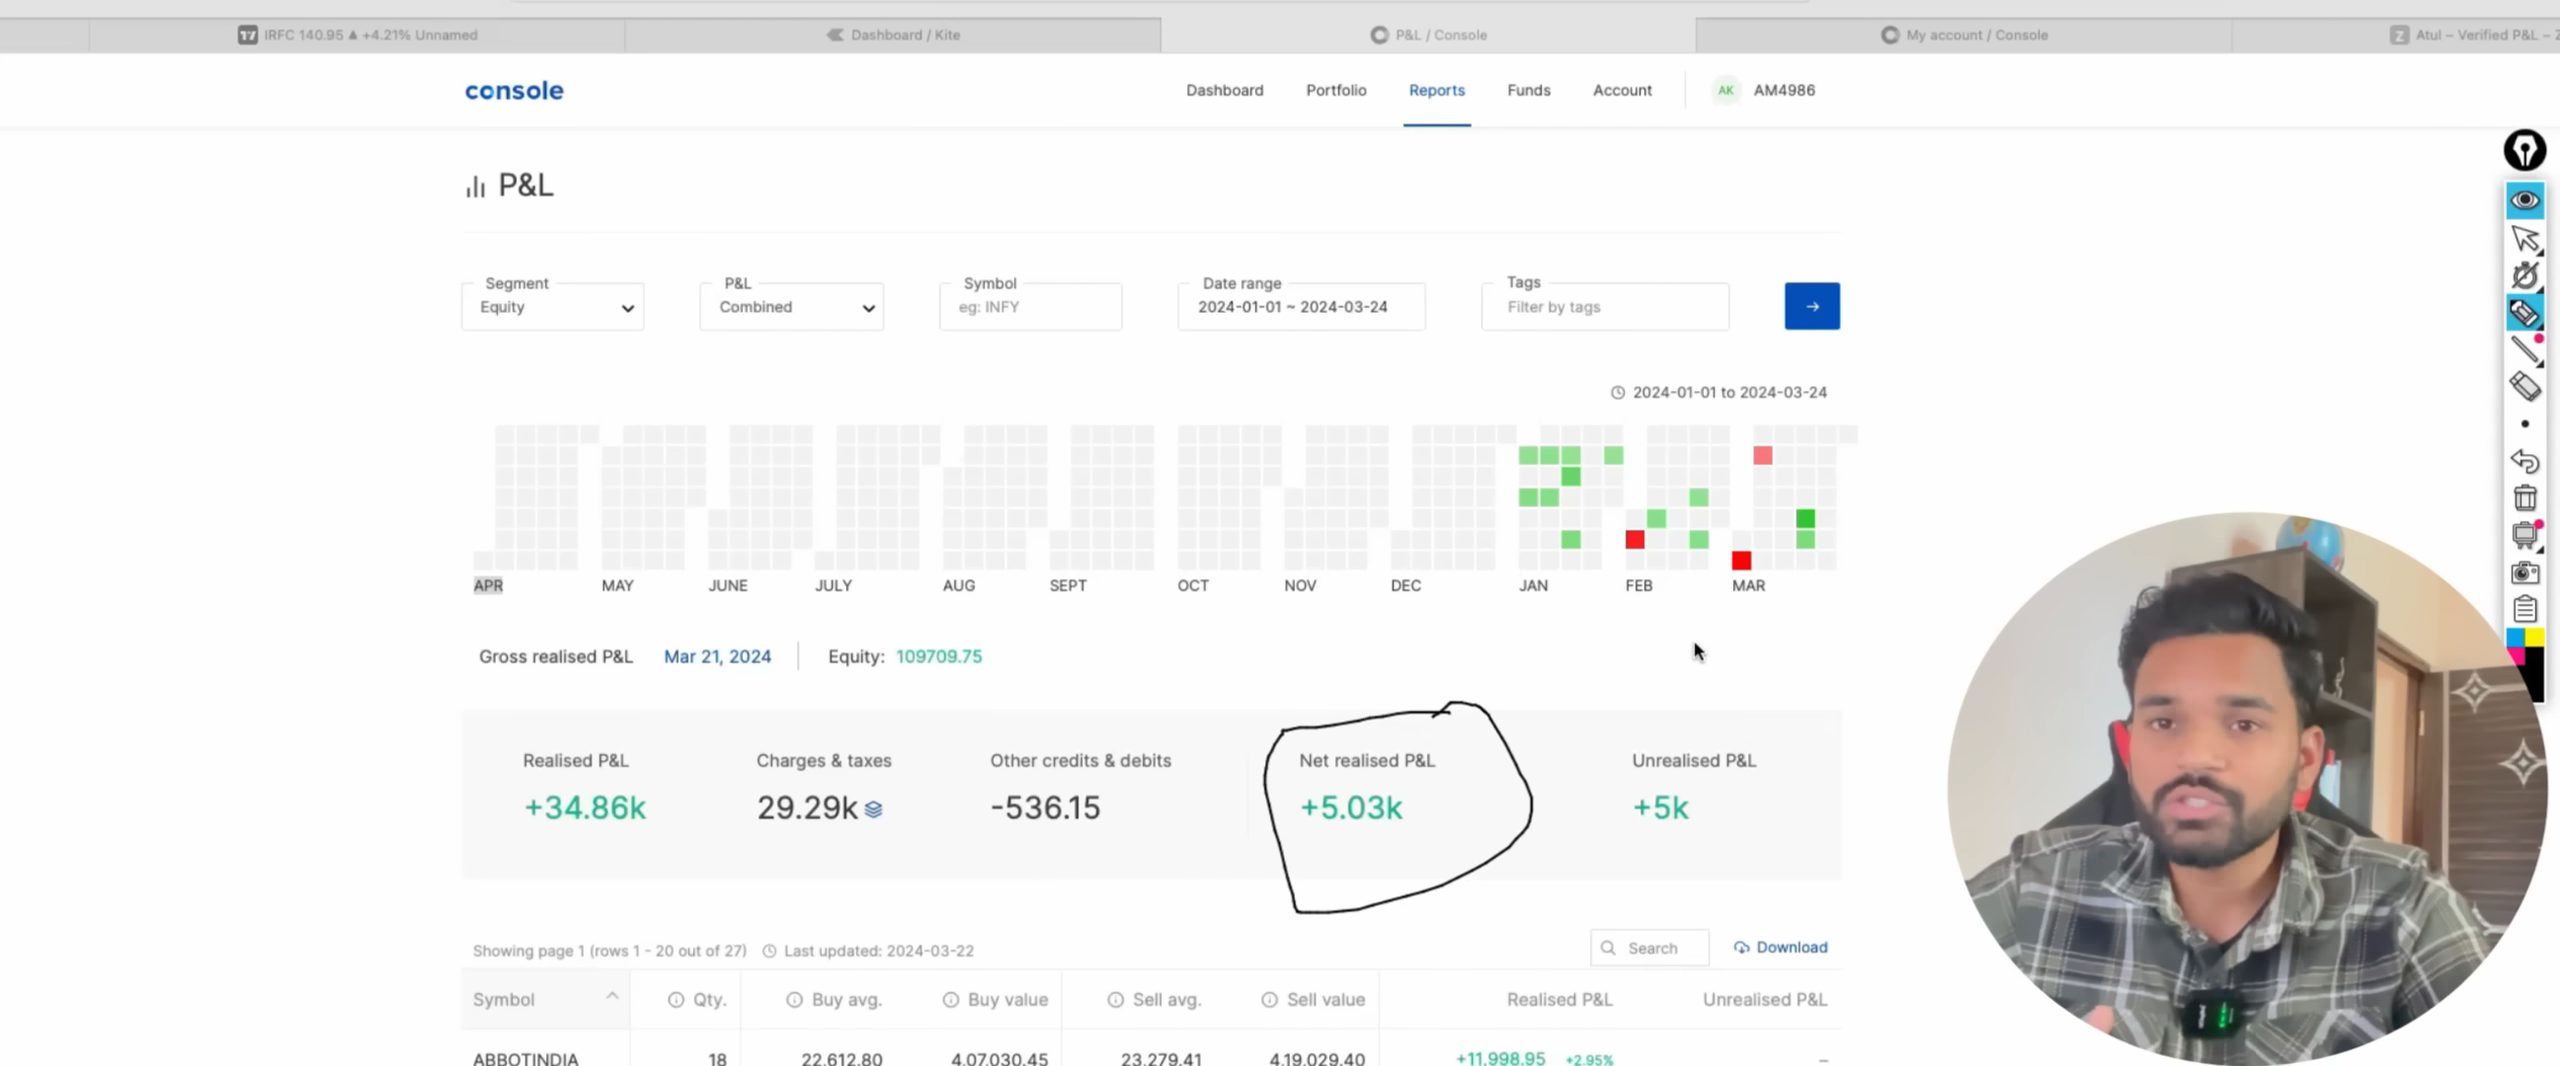 IRFC 140.95 ▲ +4.21% Unnamed
Dashboard / Kite
P&L / Console
My account / Console
Atul – Verified P&L –
console
Dashboard
Portfolio
Reports
Funds
Account
AK AM4986
P&L
Segment
Equity
P&L
Combined
Symbol
eg: INFY
Date range
2024-01-01 ~ 2024-03-24
Tags
Filter by tags
2024-01-01 to 2024-03-24
APR MAY JUNE JULY AUG SEPT OCT NOV DEC JAN FEB MAR
Gross realised P&L Mar 21, 2024 Equity: 109709.75
Realised P&L
+34.86k
Charges & taxes
29.29k
Other credits & debits
-536.15
Net realised P&L
+5.03k
Unrealised P&L
+5k
Showing page 1 (rows 1 - 20 out of 27) Last updated: 2024-03-22
Search
Download
Symbol Qty. Buy avg. Buy value Sell avg. Sell value Realised P&L Unrealised P&L
ABBOTINDIA 18 22,612.80 4,07,030.45 23,279.41 4,19,029.40 +11,998.95 +2.95% –